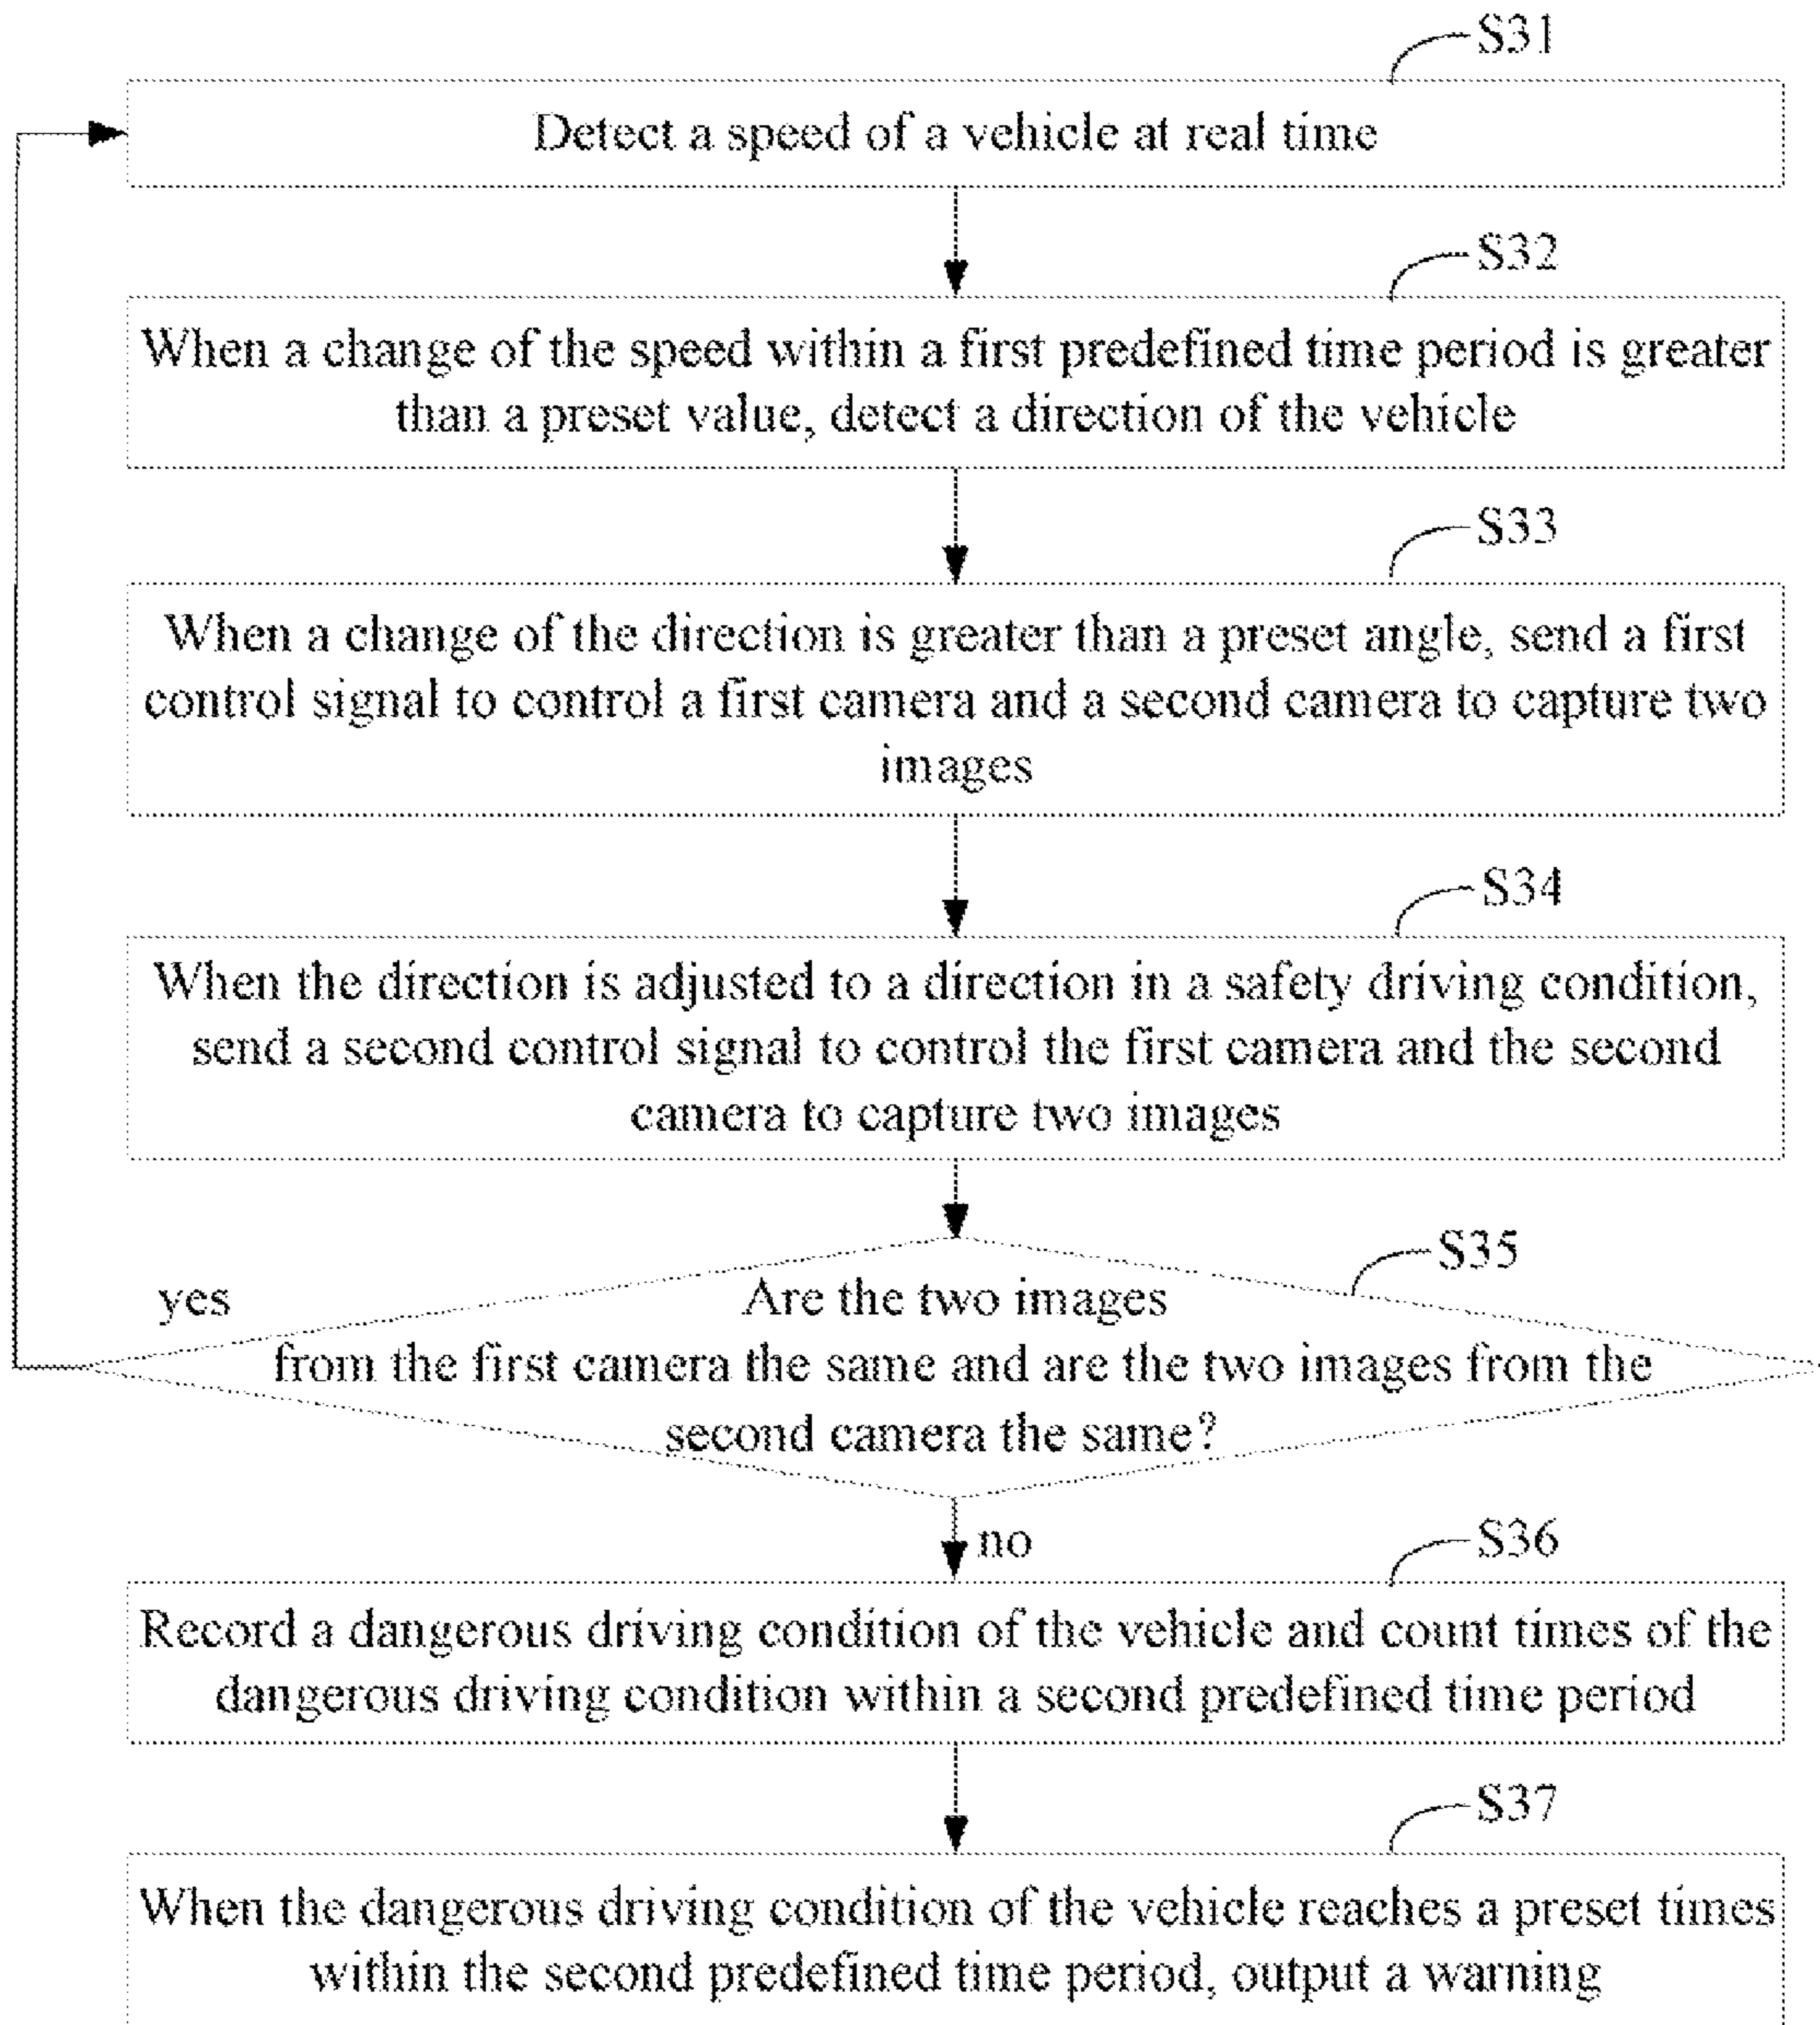 S31
Detect a speed of a vehicle at real time
S32
When a change of the speed within a first predefined time period is greater
than a preset value, detect a direction of the vehicle
S33
When a change of the direction is greater than a preset angle, send a first
control signal to control a first camera and a second camera to capture two
images
S34
When the direction is adjusted to a direction in a safety driving condition,
send a second control signal to control the first camera and the second
camera to capture two images
S35
yes
Are the two images
from the first camera the same and are the two images from the
second camera the same?
no
S36
Record a dangerous driving condition of the vehicle and count times of the
dangerous driving condition within a second predefined time period
S37
When the dangerous driving condition of the vehicle reaches a preset times
within the second predefined time period, output a warning